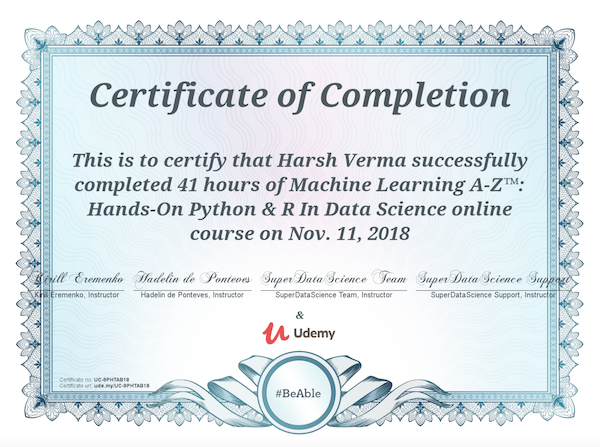 Certificate of Completion
This is to certify that Harsh Verma successfully
completed 41 hours of Machine Learning A-Z™:
Hands-On Python & R In Data Science online
course on Nov. 11, 2018
Kirill Eremenko Hadelin de Ponteves SuperDataScience Team SuperDataScience Support
Kirill Eremenko, Instructor Hadelin de Ponteves, Instructor SuperDataScience Team, Instructor SuperDataScience Support, Instructor
&
Udemy
Certificate no: UC-9PHTAB18
Certificate url: ude.my/UC-9PHTAB18
#BeAble